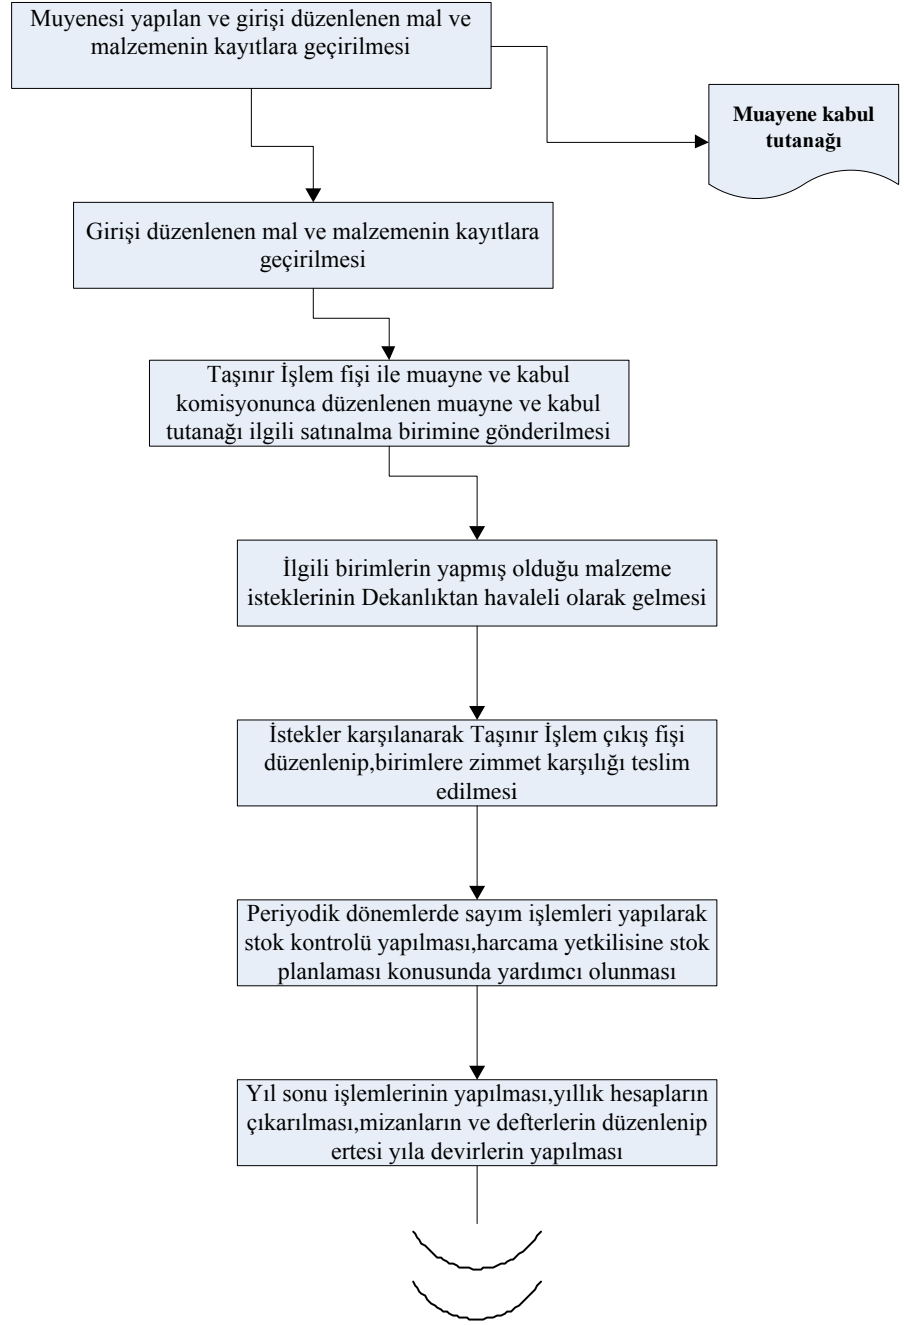 Muyenesi yapılan ve girişi düzenlenen mal ve
malzemenin kayıtlara geçirilmesi
Muayene kabul
tutanağı
Girişi düzenlenen mal ve malzemenin kayıtlara
geçirilmesi
Taşınır İşlem fişi ile muayne ve kabul
komisyonunca düzenlenen muayne ve kabul
tutanağı ilgili satınalma birimine gönderilmesi
İlgili birimlerin yapmış olduğu malzeme
isteklerinin Dekanlıktan havaleli olarak gelmesi
İstekler karşılanarak Taşınır İşlem çıkış fişi
düzenlenip,birimlere zimmet karşılığı teslim
edilmesi
Periyodik dönemlerde sayım işlemleri yapılarak
stok kontrolü yapılması,harcama yetkilisine stok
planlaması konusunda yardımcı olunması
Yıl sonu işlemlerinin yapılması,yıllık hesapların
çıkarılması,mizanların ve defterlerin düzenlenip
ertesi yıla devirlerin yapılması